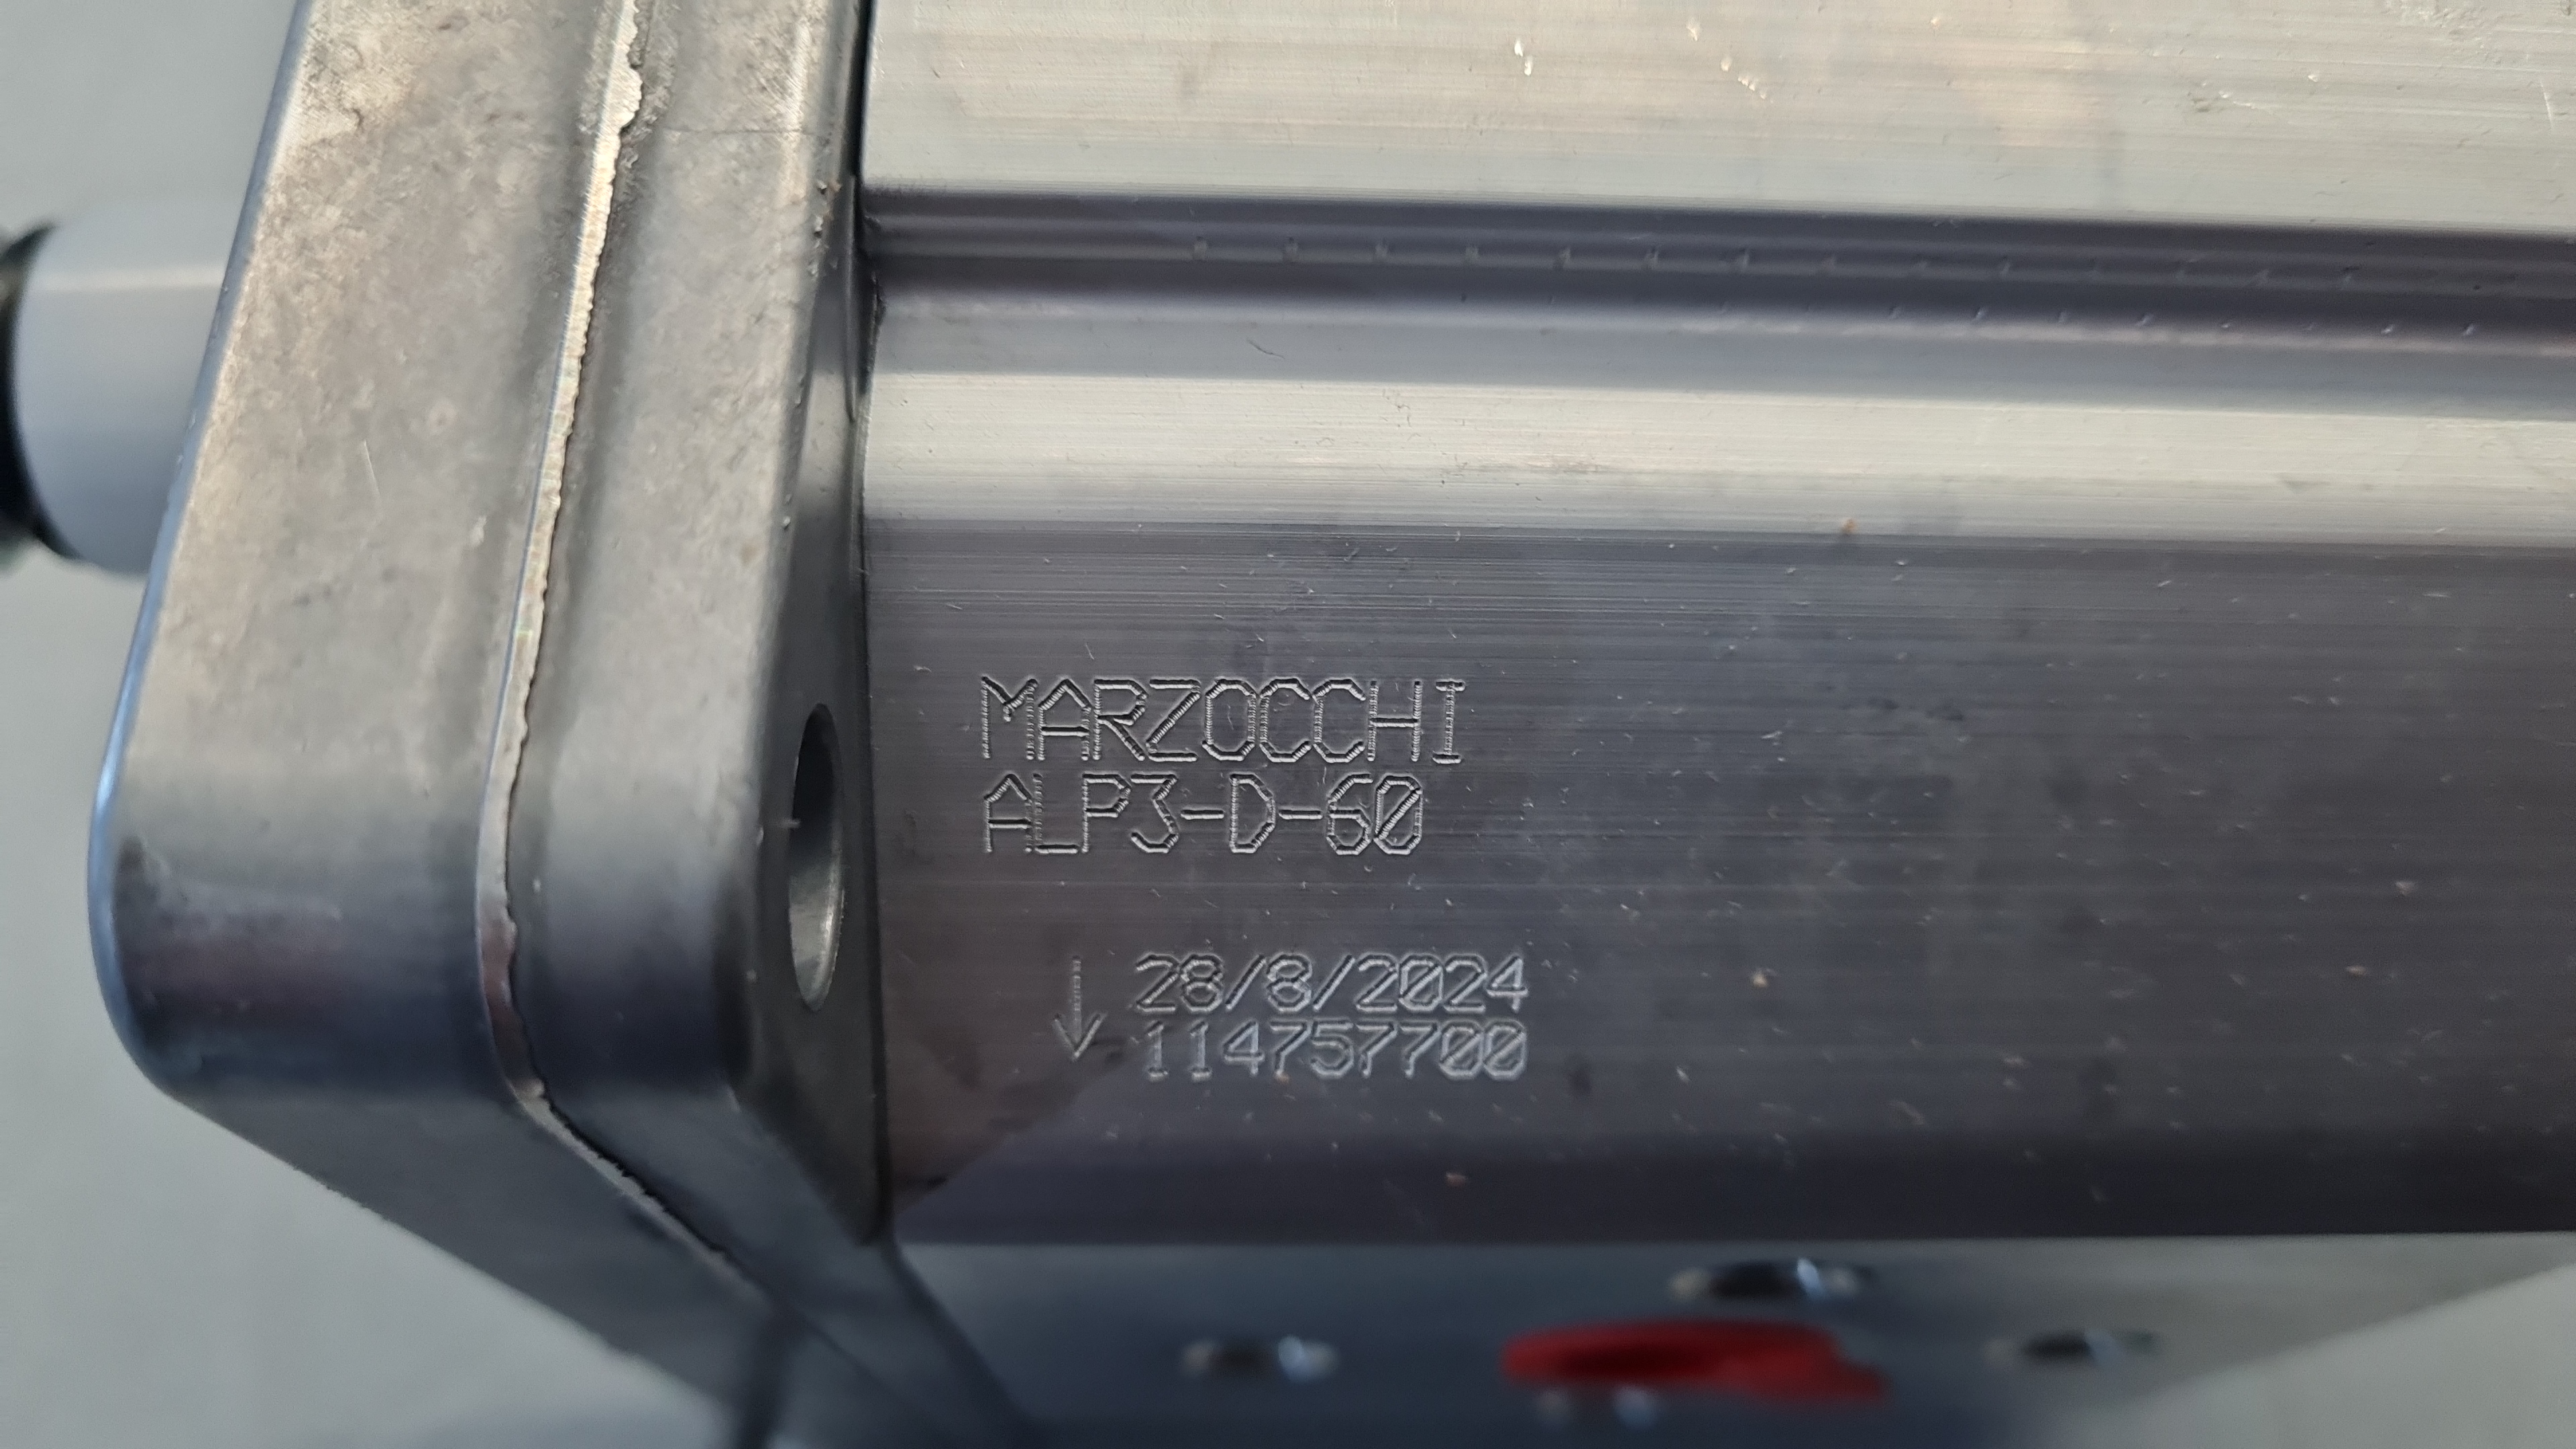 MARZOCCHI
ALP3-D-60
↓ 28/8/2024
114757700